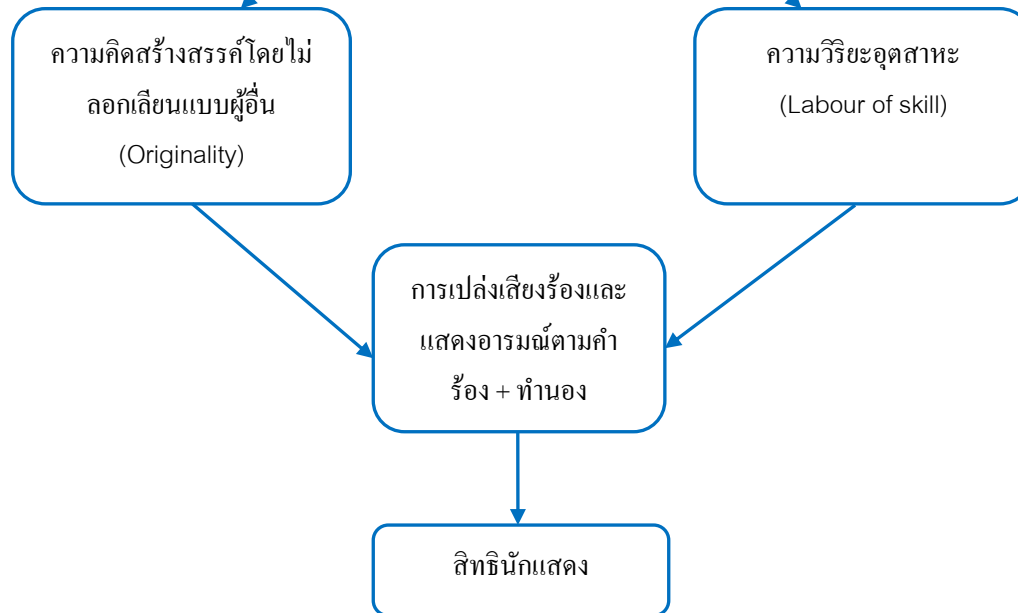 ความคิดสร้างสรรค์โดยไม่
ลอกเลียนแบบผู้อื่น
(Originality)
ความวิริยะอุตสาหะ
(Labour of skill)
การเปล่งเสียงร้องและ
แสดงอารมณ์ตามคำ
ร้อง + ทำนอง
สิทธินักแสดง